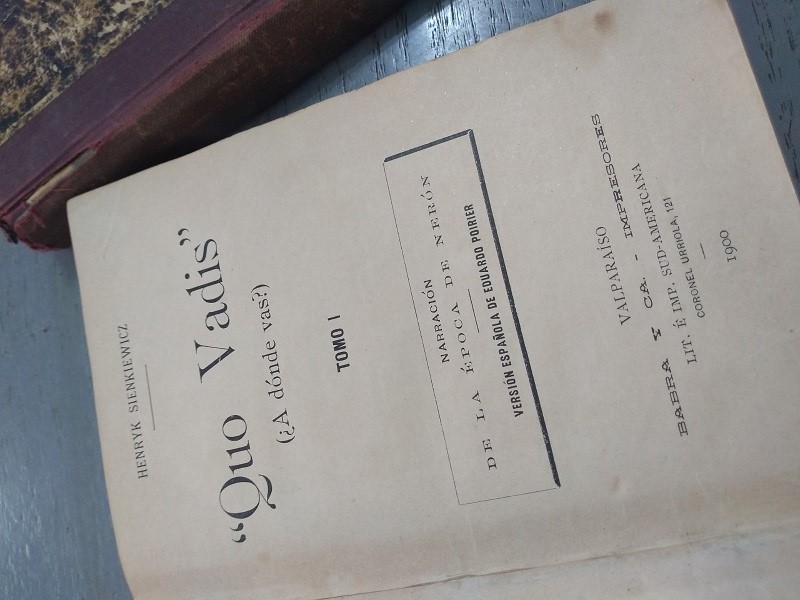 HENRYK SIENKIEWICZ
“Quo Vadis”
(¿A dónde vas?)
TOMO I
NARRACIÓN
DE LA ÉPOCA DE NERÓN
VERSIÓN ESPAÑOLA DE EDUARDO POIRIER
VALPARAÍSO
BABRA Y CA. - IMPRESORES
LIT. É IMP. SUD-AMERICANA
CORONEL URRIOLA, 121
1900